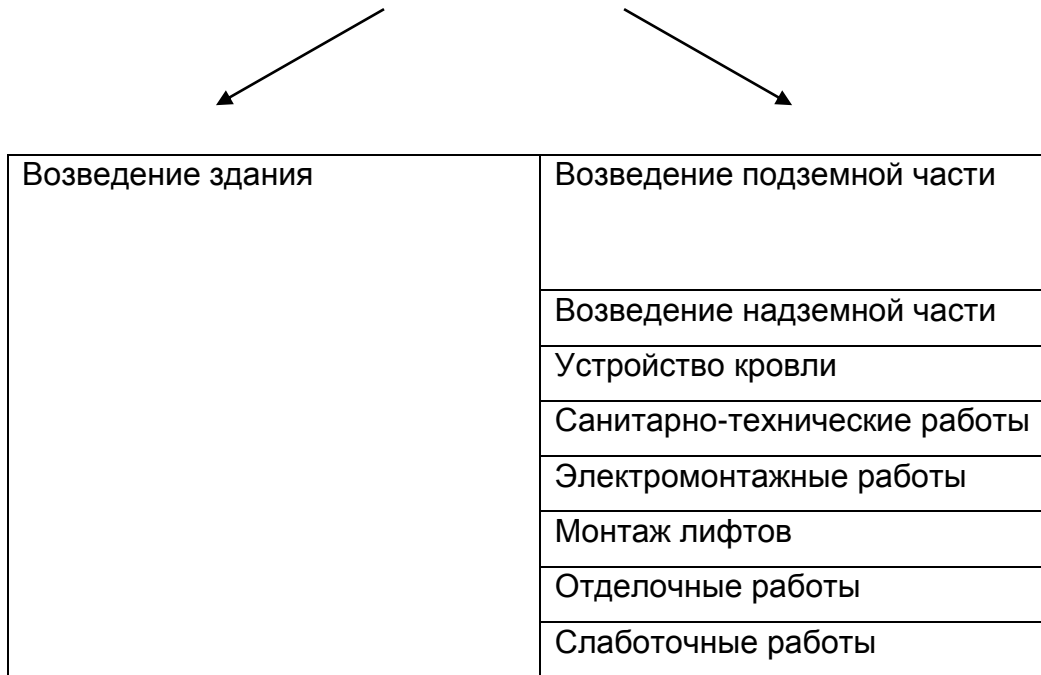 Возведение здания
Возведение подземной части
Возведение надземной части
Устройство кровли
Санитарно-технические работы
Электромонтажные работы
Монтаж лифтов
Отделочные работы
Слаботочные работы